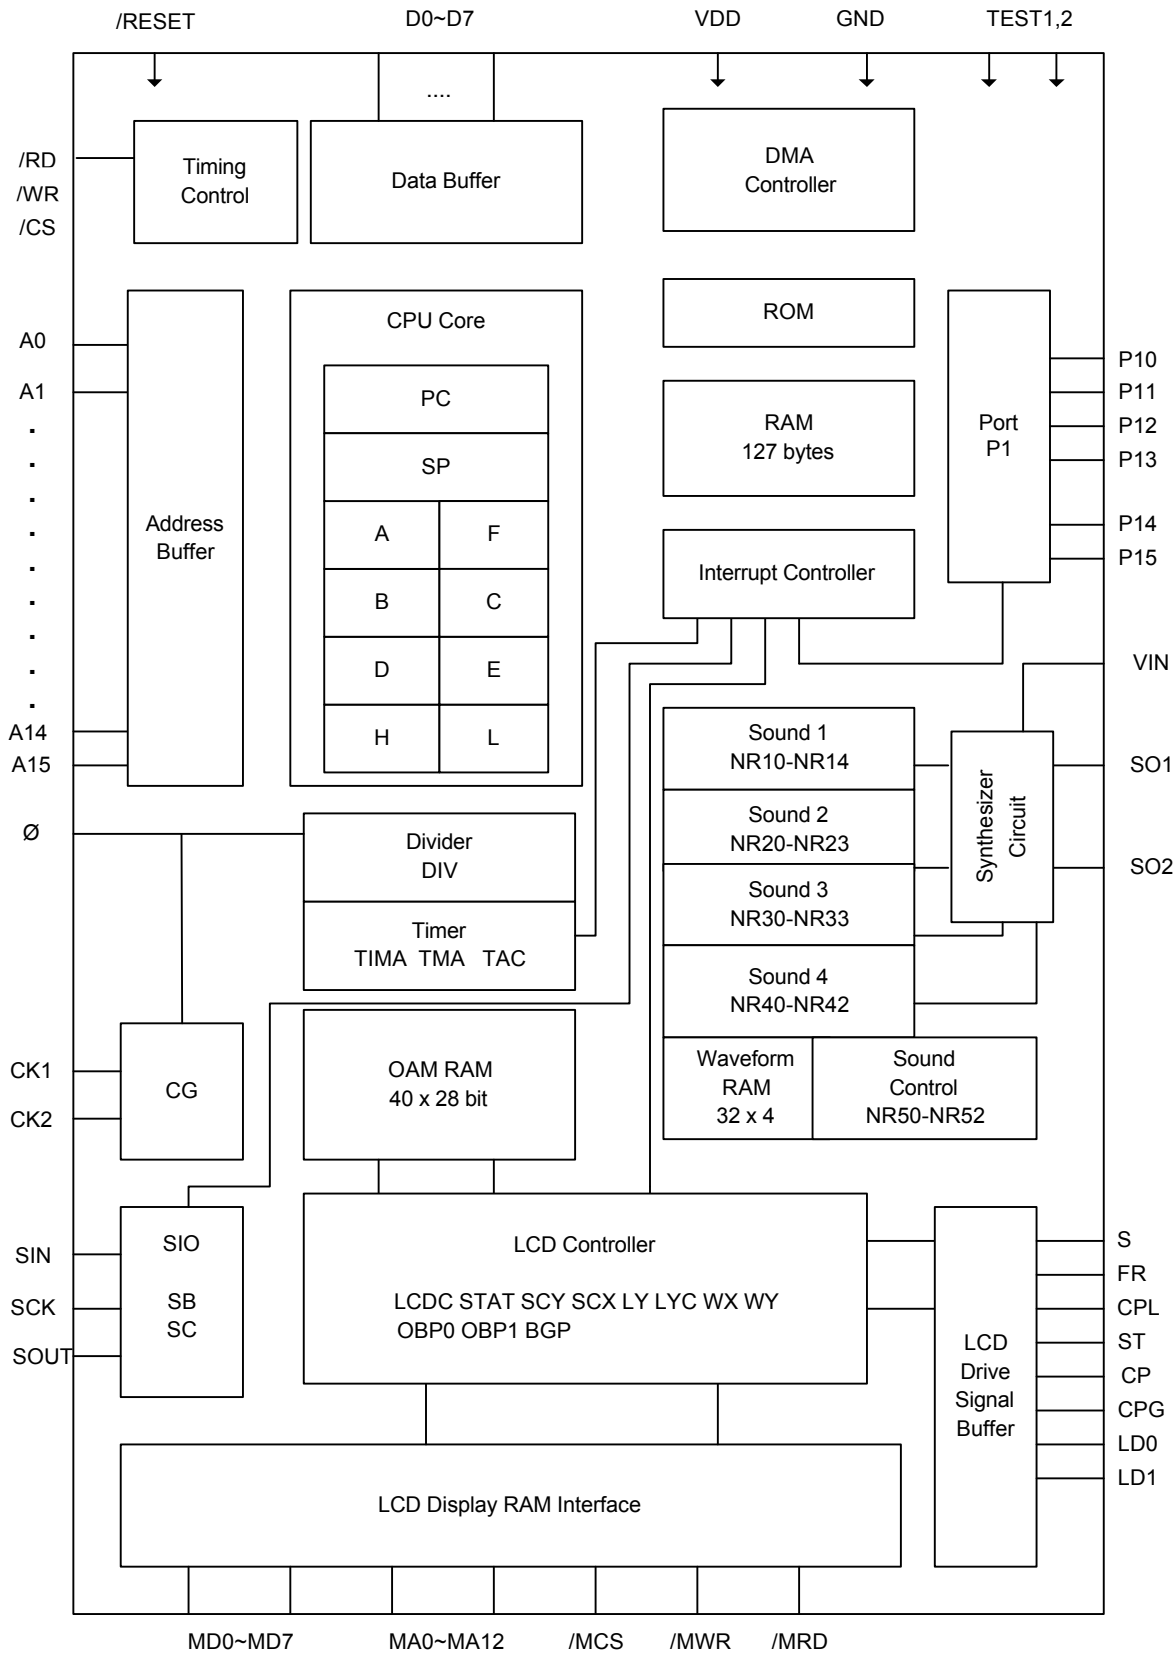 /RESET
D0~D7
VDD
GND
TEST1,2
....
/RD
/WR
/CS
Timing
Control
Data Buffer
DMA
Controller
A0
A1
.
.
.
.
.
.
.
.
.
A14
A15
Address
Buffer
CPU Core
PC
SP
A
F
B
C
D
E
H
L
ROM
RAM
127 bytes
Interrupt Controller
Port
P1
P10
P11
P12
P13
P14
P15
VIN
Sound 1
NR10-NR14
Sound 2
NR20-NR23
Sound 3
NR30-NR33
Sound 4
NR40-NR42
Waveform
RAM
32 x 4
Sound
Control
NR50-NR52
Synthesizer
Circuit
SO1
SO2
Ø
Divider
DIV
Timer
TIMA TMA TAC
CK1
CK2
CG
OAM RAM
40 x 28 bit
SIN
SCK
SOUT
SIO
SB
SC
LCD Controller
LCDC STAT SCY SCX LY LYC WX WY
OBP0 OBP1 BGP
LCD
Drive
Signal
Buffer
S
FR
CPL
ST
CP
CPG
LD0
LD1
LCD Display RAM Interface
MD0~MD7
MA0~MA12
/MCS
/MWR
/MRD